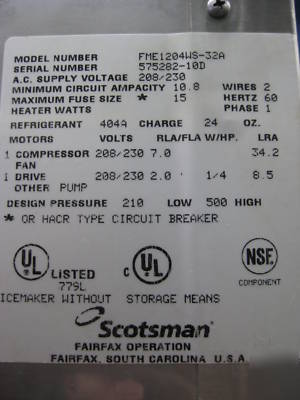 MODEL NUMBER FME1204WS-32A
SERIAL NUMBER 575282-10D
A.C. SUPPLY VOLTAGE 208/230
MINIMUM CIRCUIT AMPACITY 10.8 WIRES 2
MAXIMUM FUSE SIZE * 15 HERTZ 60
HEATER WATTS PHASE 1
REFRIGERANT 404A CHARGE 24 OZ.
MOTORS VOLTS RLA/FLA W/HP. LRA
1 COMPRESSOR 208/230 7.0 34.2
FAN
1 DRIVE 208/230 2.0 1/4 8.5
OTHER PUMP
DESIGN PRESSURE 210 LOW 500 HIGH
* OR HACR TYPE CIRCUIT BREAKER
UL LISTED
779L
C UL
NSF
COMPONENT
ICEMAKER WITHOUT STORAGE MEANS
Scotsman
FAIRFAX OPERATION
FAIRFAX, SOUTH CAROLINA, U.S.A.